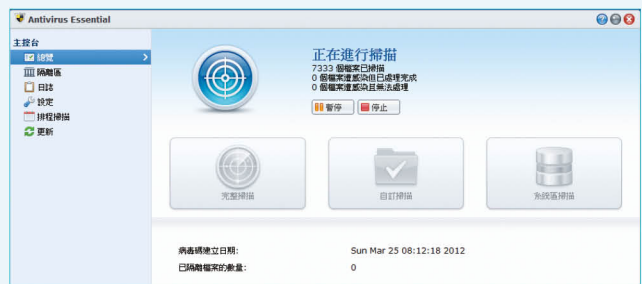 Antivirus Essential
主控台
總覽
隔離區
日誌
設定
排程掃描
更新
正在進行掃描
7333 個檔案已掃描
0 個檔案遭感染但已處理完成
0 個檔案遭感染且無法處理
暫停 停止
完整掃描 自訂掃描 系統區掃描
病毒碼建立日期: Sun Mar 25 08:12:18 2012
已隔離檔案的數量: 0